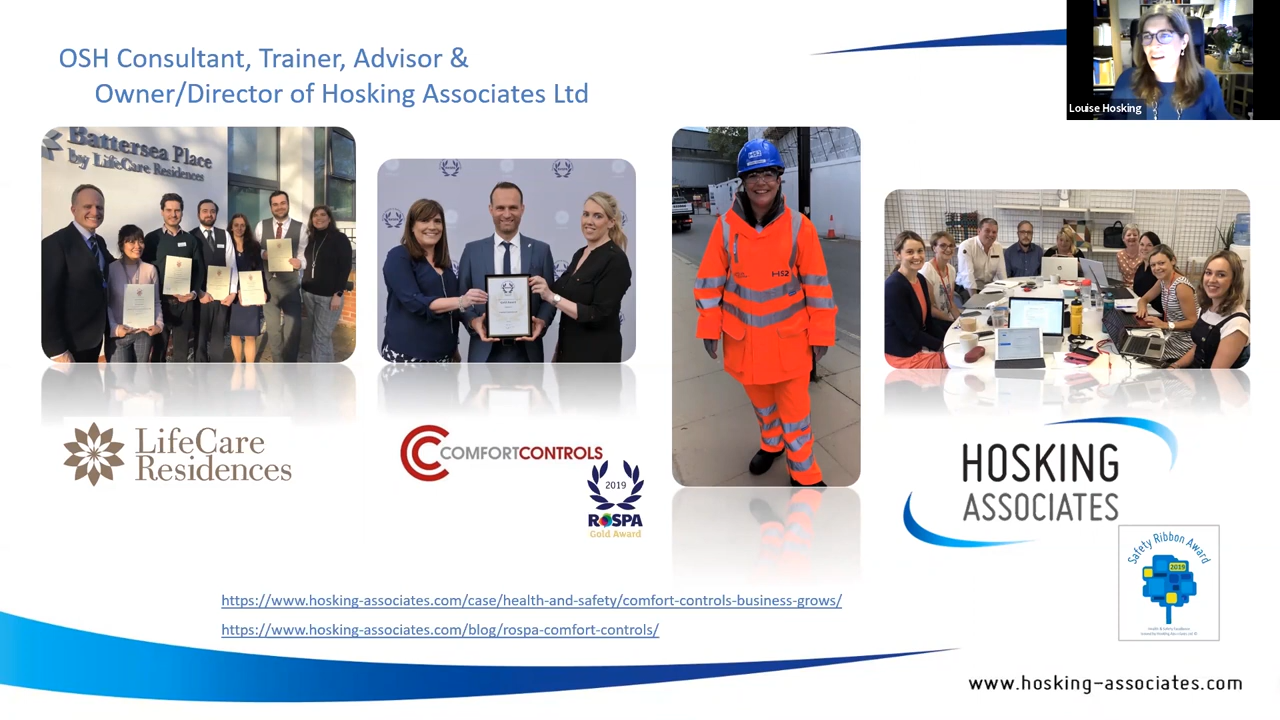 OSH Consultant, Trainer, Advisor &
Owner/Director of Hosking Associates Ltd
Louise Hosking
Battersea Place
by LifeCare Residences
HS2
HS2
LifeCare
Residences
COMFORTCONTROLS
2019
ROSPA
Gold Award
HOSKING
ASSOCIATES
Safety Ribbon Award
2019
https://www.hosking-associates.com/case/health-and-safety/comfort-controls-business-grows/
https://www.hosking-associates.com/blog/rospa-comfort-controls/
www.hosking-associates.com